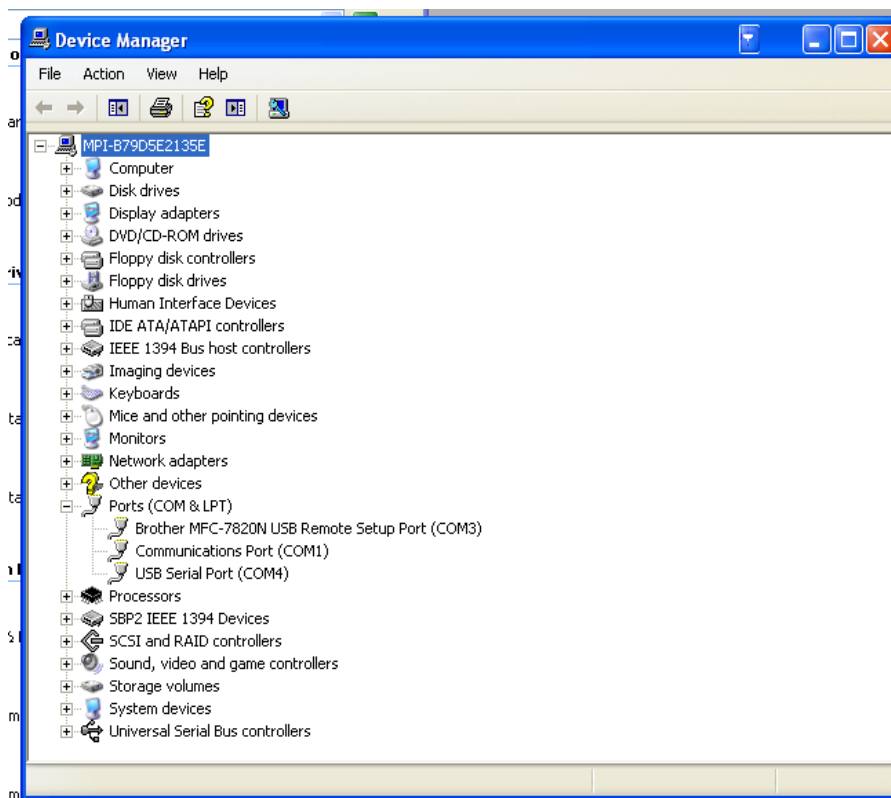 Device Manager
File Action View Help
MPI-B79D5E2135E
Computer
Disk drives
Display adapters
DVD/CD-ROM drives
Floppy disk controllers
Floppy disk drives
Human Interface Devices
IDE ATA/ATAPI controllers
IEEE 1394 Bus host controllers
Imaging devices
Keyboards
Mice and other pointing devices
Monitors
Network adapters
Other devices
Ports (COM & LPT)
Brother MFC-7820N USB Remote Setup Port (COM3)
Communications Port (COM1)
USB Serial Port (COM4)
Processors
SBP2 IEEE 1394 Devices
SCSI and RAID controllers
Sound, video and game controllers
Storage volumes
System devices
Universal Serial Bus controllers